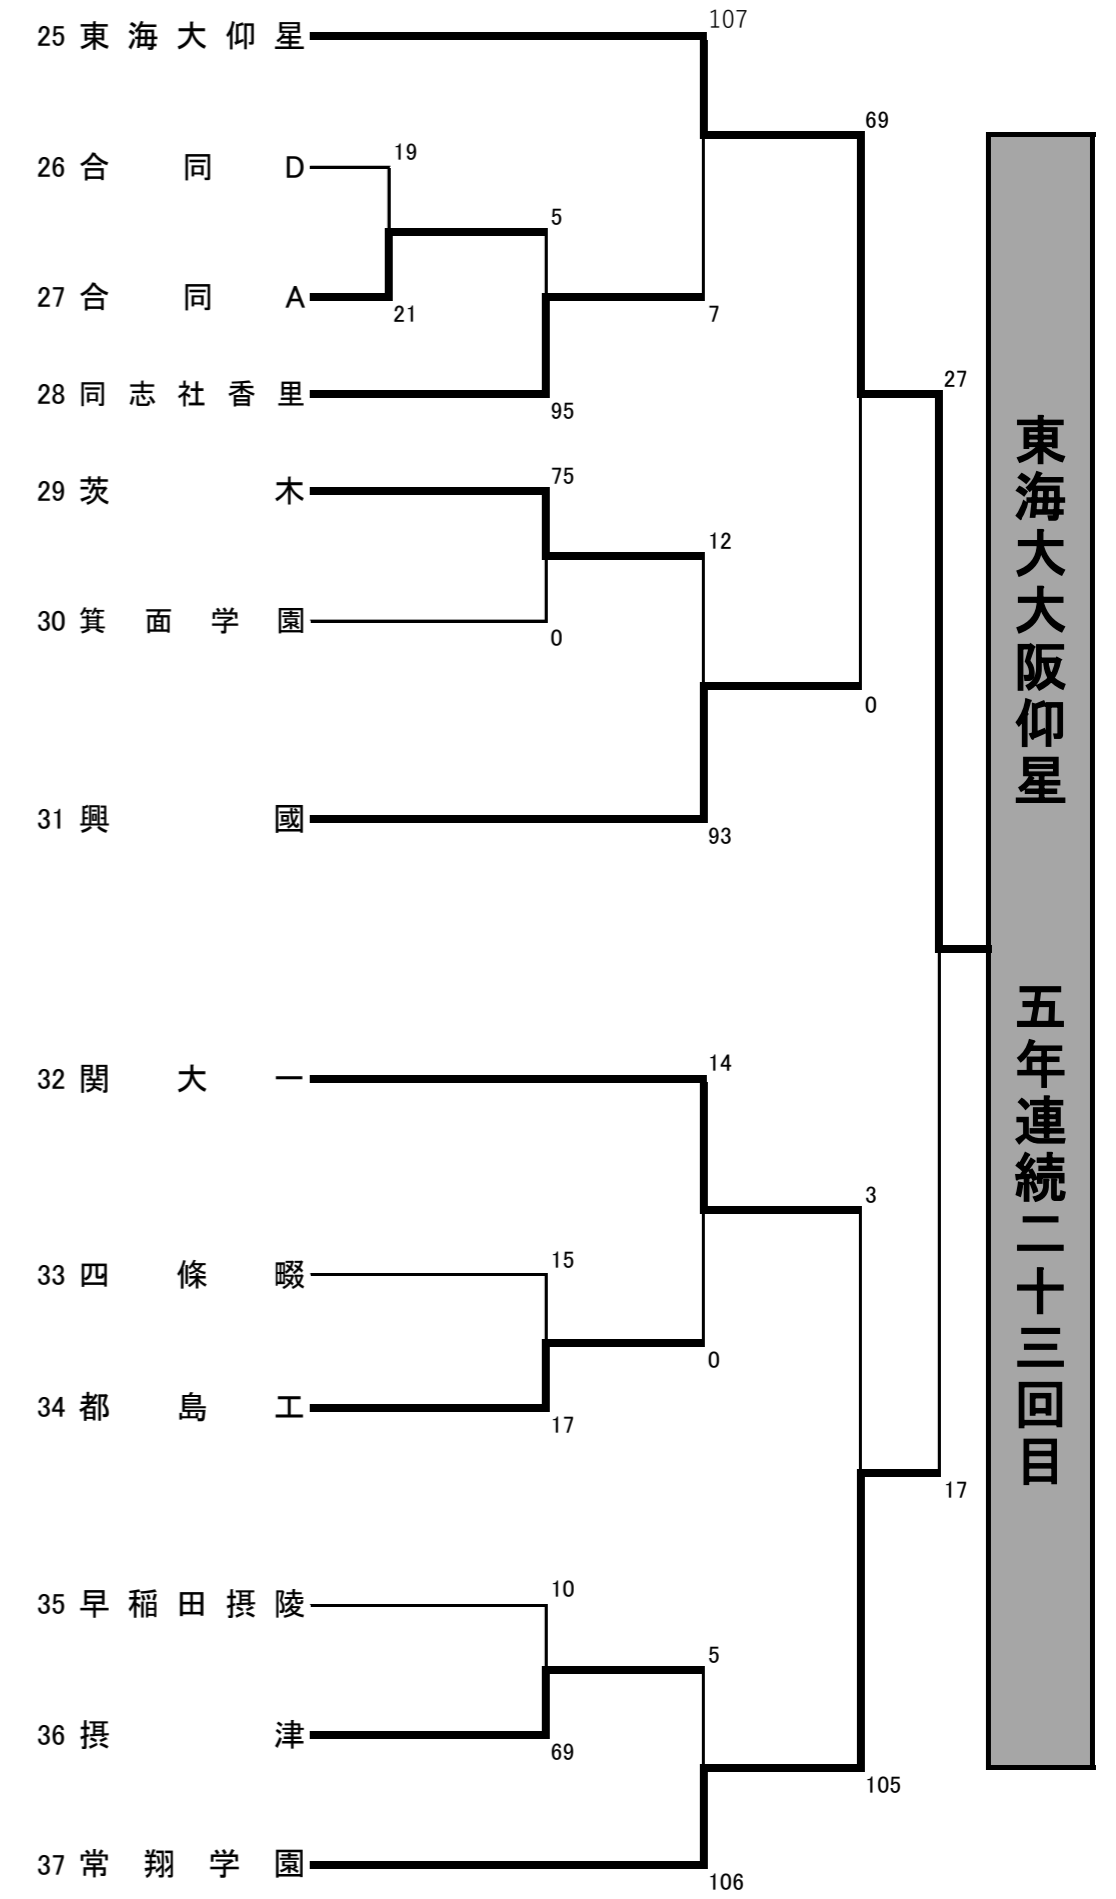 107
25 東海大仰星
69
19
26 合同D
5
27 合同A
21
7
27
28 同志社香里
95
75
29 茨木
12
30 箕面学園
0
0
31 興國
93
14
32 関大一
3
15
33 四條畷
0
34 都島工
17
17
10
35 早稲田摂陵
5
36 摂津
69
105
37 常翔学園
106
東海大大阪仰星 五年連続二十三回目